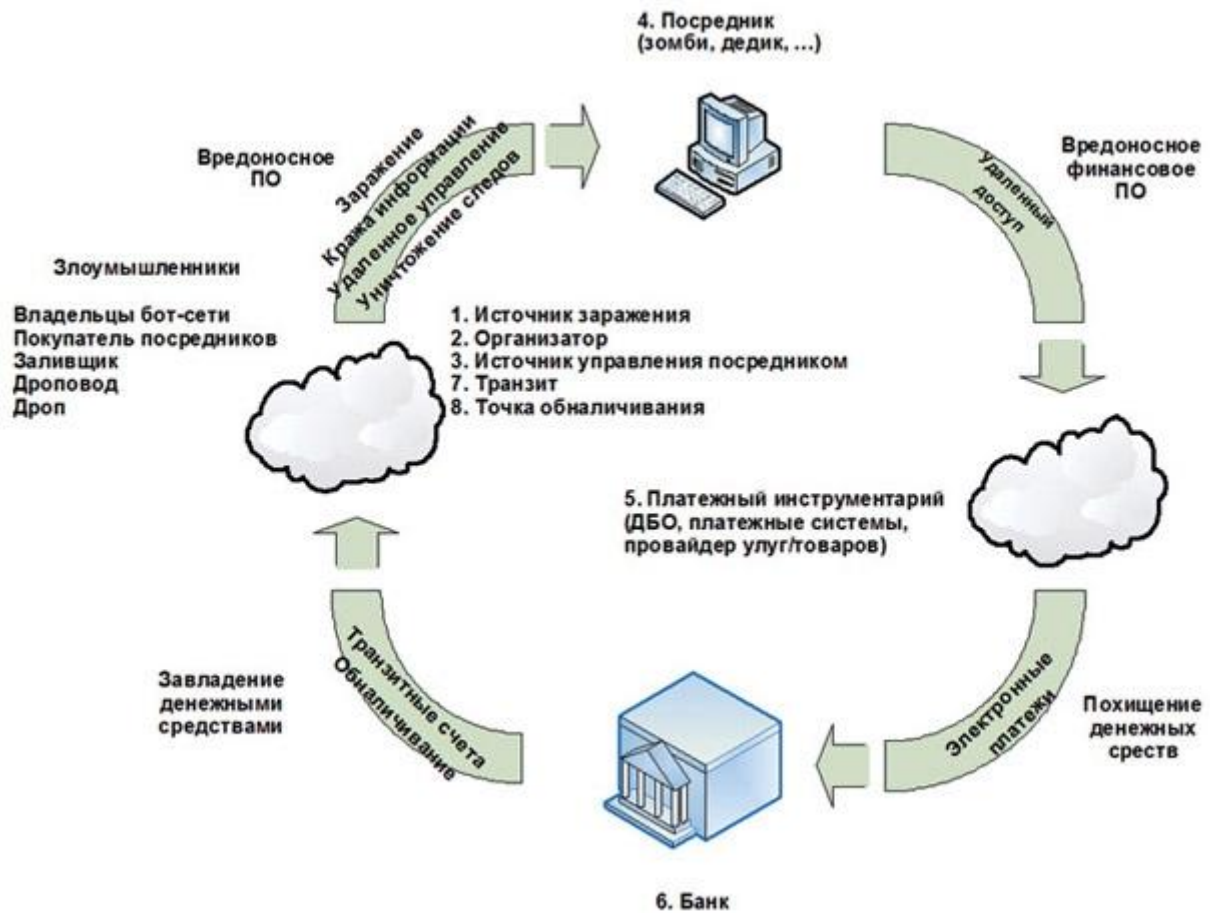 4. Посредник
(зомби, дедик, ...)
Вредоносное
ПО
Заражение
Кража информации
Удаленное управление
Уничтожение следов
Удаленный
доступ
Вредоносное
финансовое
ПО
Злоумышленники
Владельцы бот-сети
Покупатель посредников
Заливщик
Дроповод
Дроп
1. Источник заражения
2. Организатор
3. Источник управления посредником
7. Транзит
8. Точка обналичивания
5. Платежный инструментарий
(ДБО, платежные системы,
провайдер улуг/товаров)
Завладение
денежными
средствами
Транзитные счета
Обналичивание
Электронные
платежи
Похищение
денежных
среств
6. Банк